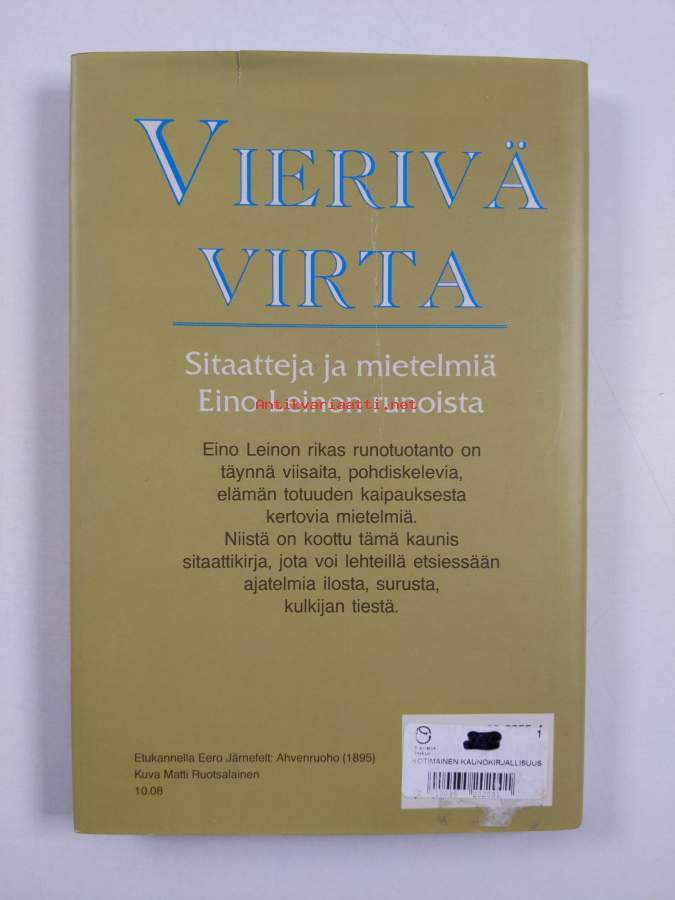 VIERIVÄ
VIRTA
Sitaatteja ja mietelmiä
Eino Leinon runoista
Antikvariaatti.net
Eino Leinon rikas runotuotanto on
täynnä viisaita, pohdiskelevia,
elämän totuuden kaipauksesta
kertovia mietelmiä.
Niistä on koottu tämä kaunis
sitaattikirja, jota voi lehteillä etsiessään
ajatelmia ilosta, surusta,
kulkijan tiestä.
Etukannella Eero Järnefelt: Ahvenruoho (1895)
Kuva Matti Ruotsalainen
10.08
1
KOTIMAINEN KAUNOKIRJALLISUUS